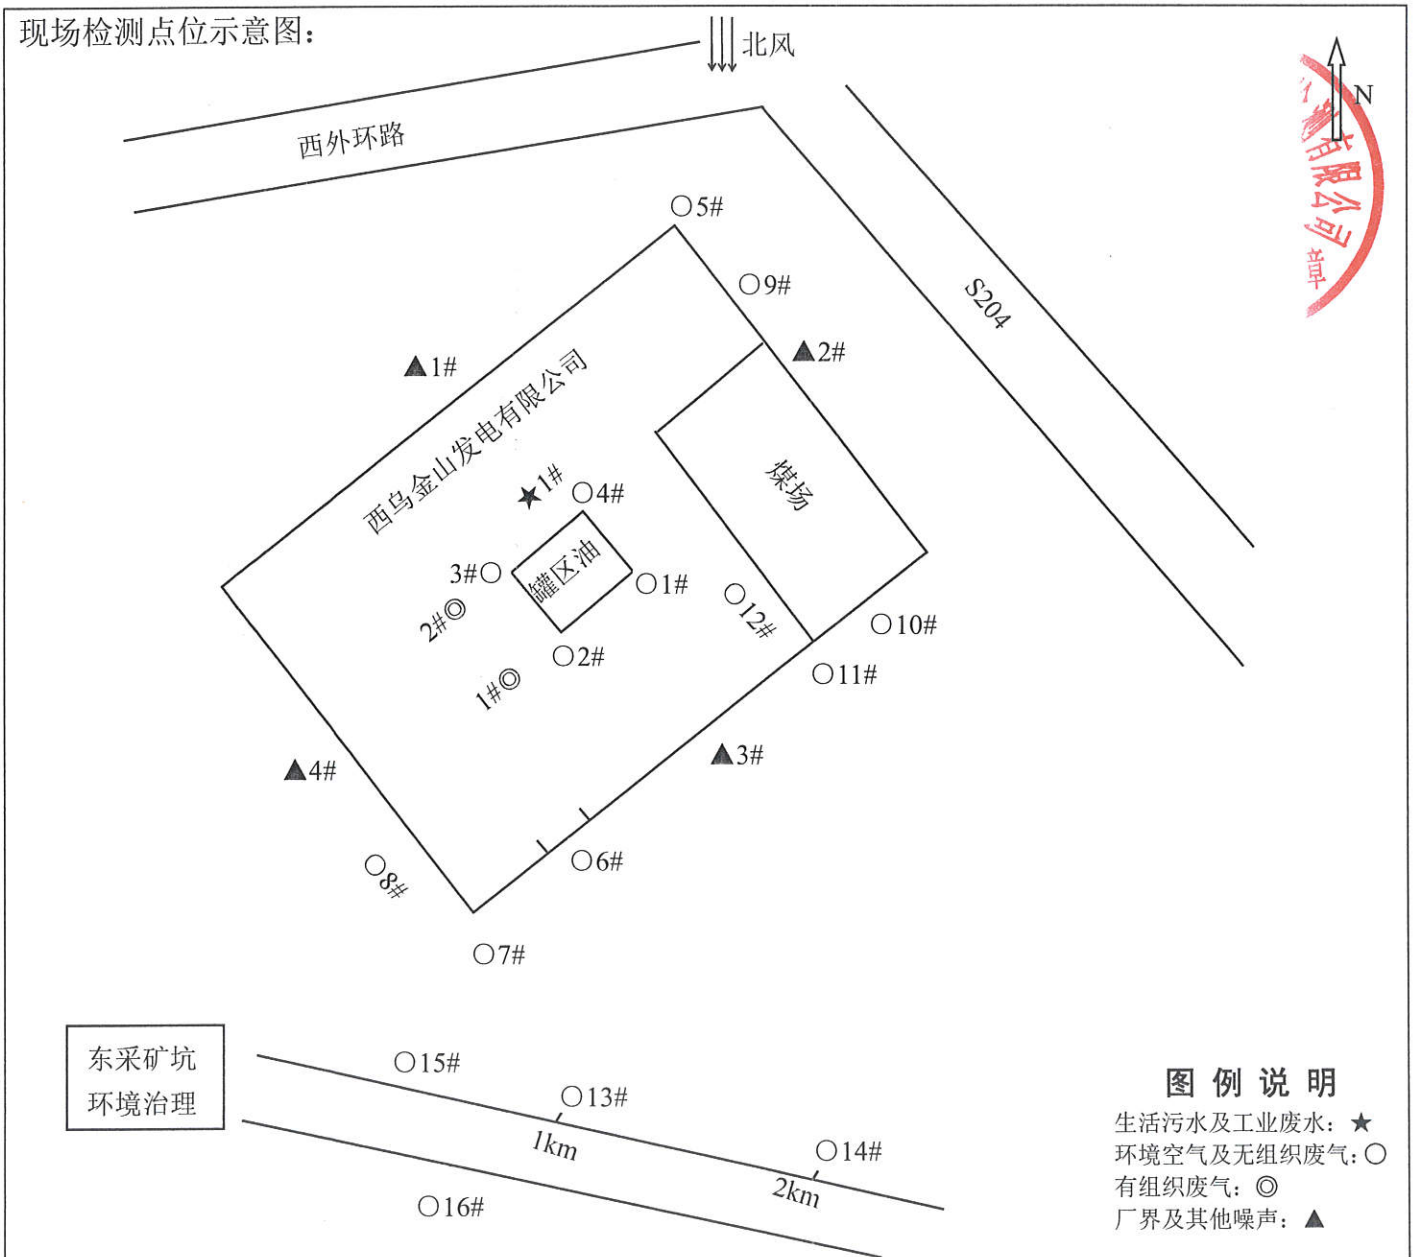 现场检测点位示意图：
北风
N
西外环路
S204
○5#
○9#
▲2#
▲1#
西乌金山发电有限公司
★1#
○4#
煤场
3#○
罐区油
○1#
2#◎
○2#
1#◎
○12#
○10#
○11#
▲3#
▲4#
○6#
○8#
○7#
东采矿坑
环境治理
○15#
○13#
1km
○14#
2km
○16#
图例说明
生活污水及工业废水：★
环境空气及无组织废气：○
有组织废气：◎
厂界及其他噪声：▲
有限公司
章